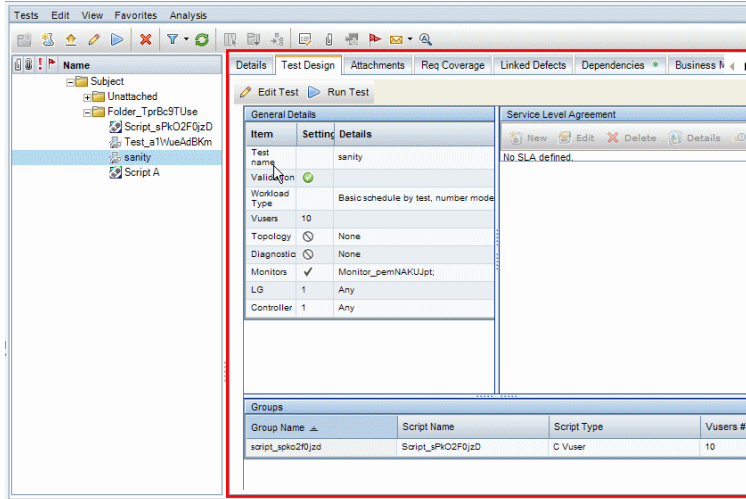 Tests Edit View Favorites Analysis
Name
Subject
Unattached
Folder_TprBc9TUse
Script_sPkO2F0jzD
Test_a1WueAdBKm
sanity
Script A
Details Test Design Attachments Req Coverage Linked Defects Dependencies Business
Edit Test Run Test
General Details
Item Setting Details
Test name sanity
Validation
Workload Type Basic schedule by test, number mode
Vusers 10
Topology None
Diagnostic None
Monitors Monitor_pemNAKUJpt;
LG 1 Any
Controller 1 Any
Service Level Agreement
New Edit Delete Details
No SLA defined.
Groups
Group Name Script Name Script Type Vusers #
script_spko2f0jzd Script_sPkO2F0jzD C Vuser 10